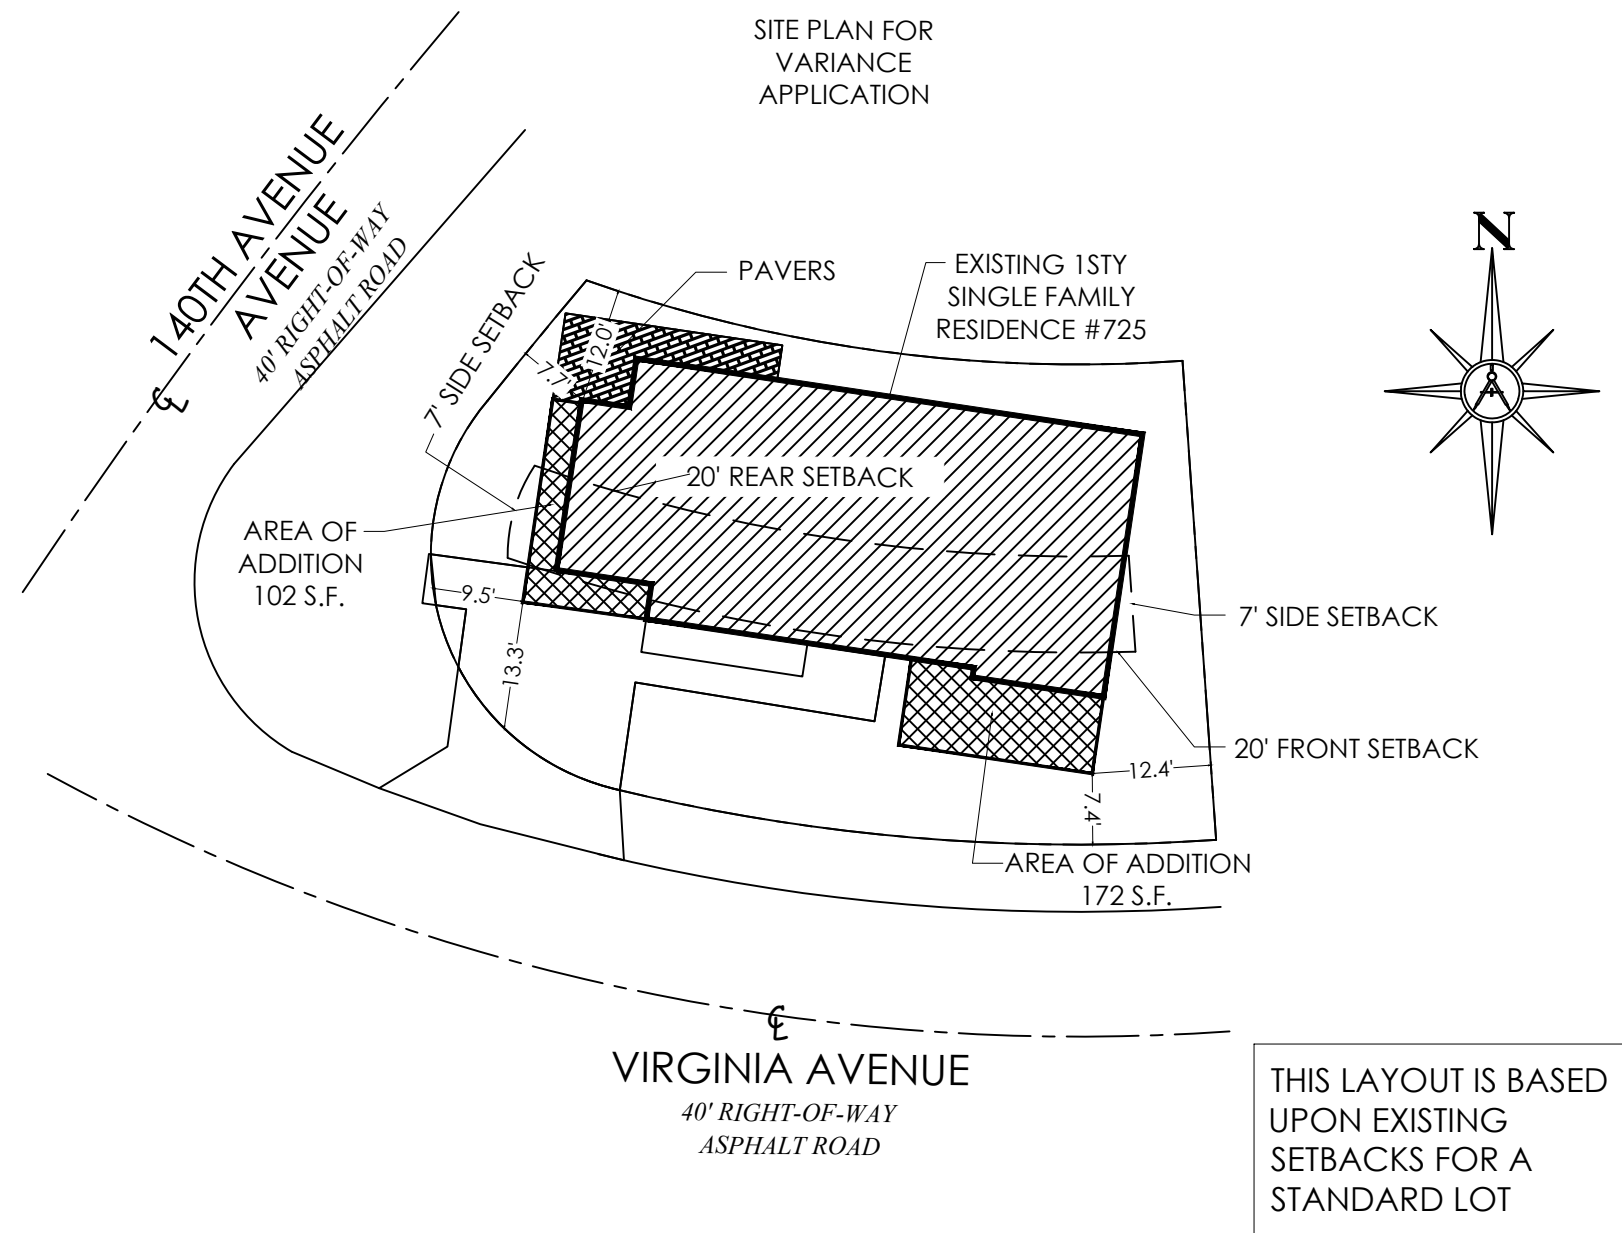 SITE PLAN FOR
VARIANCE
APPLICATION
140TH AVENUE
AVENUE
40' RIGHT-OF-WAY
ASPHALT ROAD
℄
N
PAVERS
EXISTING 1STY
SINGLE FAMILY
RESIDENCE #725
7' SIDE SETBACK
12.0'
7.7'
20' REAR SETBACK
AREA OF
ADDITION
102 S.F.
9.5'
13.3'
7' SIDE SETBACK
20' FRONT SETBACK
12.4'
7.4'
AREA OF ADDITION
172 S.F.
℄
VIRGINIA AVENUE
40' RIGHT-OF-WAY
ASPHALT ROAD
THIS LAYOUT IS BASED
UPON EXISTING
SETBACKS FOR A
STANDARD LOT